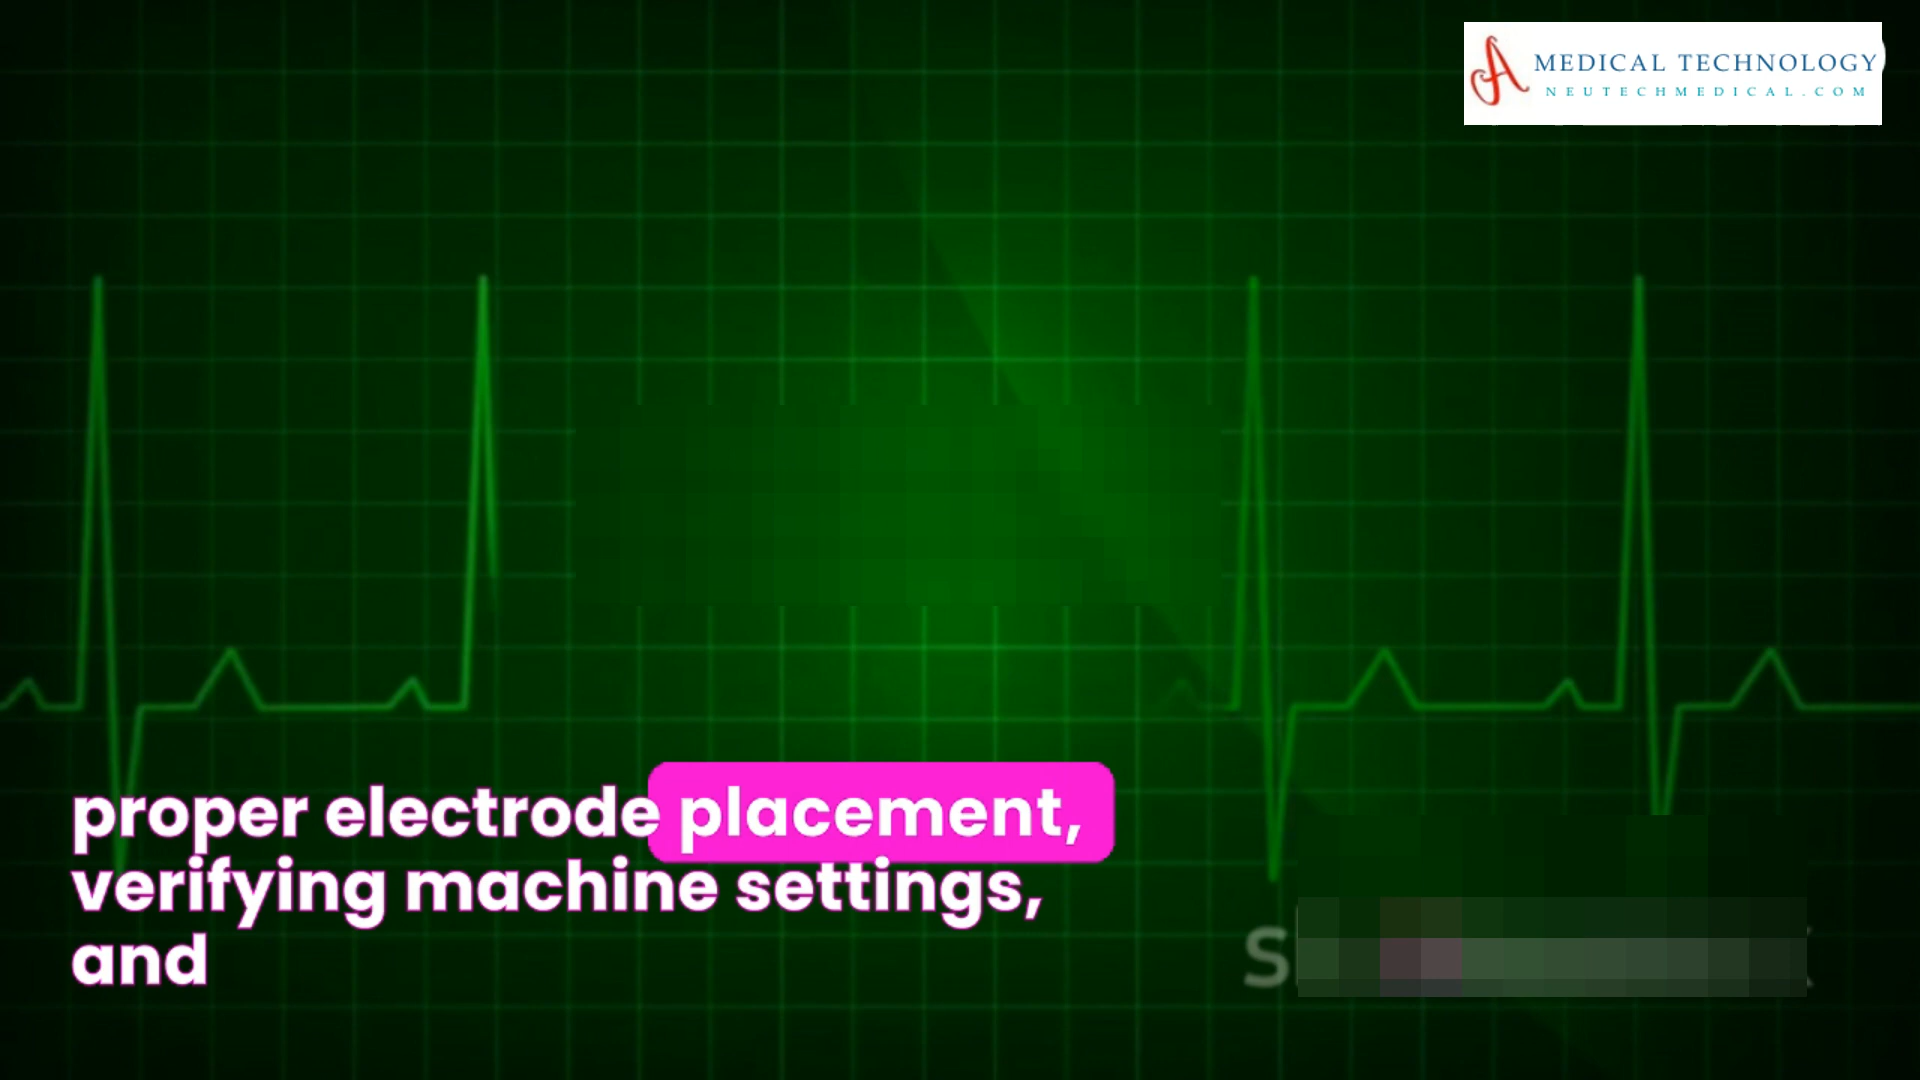 MEDICAL TECHNOLOGY
NEUTECHMEDICAL.COM
proper electrode placement,
verifying machine settings,
and